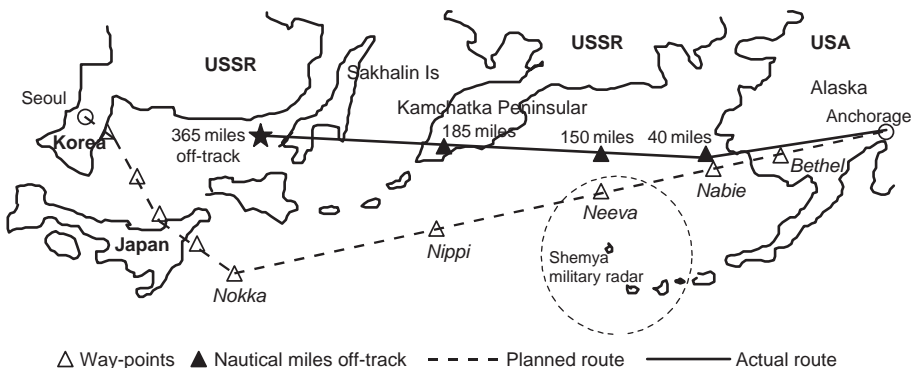 USSR
USSR
USA
Sakhalin Is
Alaska
Seoul
Kamchatka Peninsular
Anchorage
Korea
365 miles
off-track
185 miles
150 miles
40 miles
Bethel
Nabie
Neeva
Japan
Nippi
Shemya
military radar
Nokka
Way-points
Nautical miles off-track
Planned route
Actual route